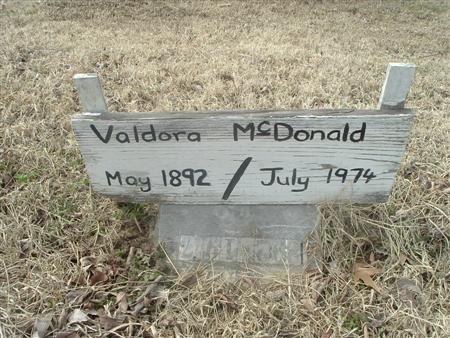 Valdora McDonald
May 1892 / July 1974